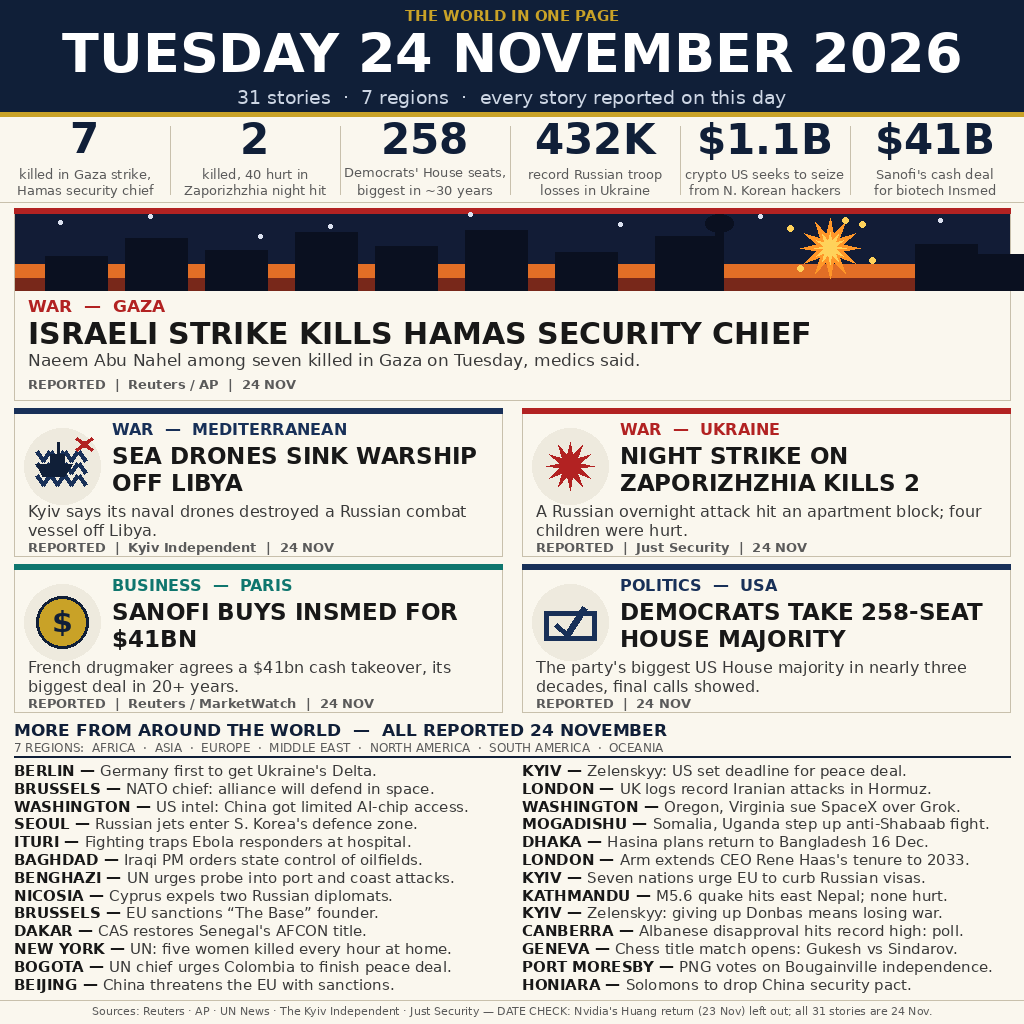 THE WORLD IN ONE PAGE
TUESDAY 24 NOVEMBER 2026
31 stories · 7 regions · every story reported on this day
7
killed in Gaza strike,
Hamas security chief
2
killed, 40 hurt in
Zaporizhzhia night hit
258
Democrats' House seats,
biggest in ~30 years
432K
record Russian troop
losses in Ukraine
$1.1B
crypto US seeks to seize
from N. Korean hackers
$41B
Sanofi's cash deal
for biotech Insmed
WAR — GAZA
ISRAELI STRIKE KILLS HAMAS SECURITY CHIEF
Naeem Abu Nahel among seven killed in Gaza on Tuesday, medics said.
REPORTED | Reuters / AP | 24 NOV
WAR — MEDITERRANEAN
SEA DRONES SINK WARSHIP
OFF LIBYA
Kyiv says its naval drones destroyed a Russian combat
vessel off Libya.
REPORTED | Kyiv Independent | 24 NOV
WAR — UKRAINE
NIGHT STRIKE ON
ZAPORIZHZHIA KILLS 2
A Russian overnight attack hit an apartment block; four
children were hurt.
REPORTED | Just Security | 24 NOV
$
BUSINESS — PARIS
SANOFI BUYS INSMED FOR
$41BN
French drugmaker agrees a $41bn cash takeover, its
biggest deal in 20+ years.
REPORTED | Reuters / MarketWatch | 24 NOV
POLITICS — USA
DEMOCRATS TAKE 258-SEAT
HOUSE MAJORITY
The party's biggest US House majority in nearly three
decades, final calls showed.
REPORTED | 24 NOV
MORE FROM AROUND THE WORLD — ALL REPORTED 24 NOVEMBER
7 REGIONS: AFRICA · ASIA · EUROPE · MIDDLE EAST · NORTH AMERICA · SOUTH AMERICA · OCEANIA
BERLIN — Germany first to get Ukraine's Delta.
BRUSSELS — NATO chief: alliance will defend in space.
WASHINGTON — US intel: China got limited AI-chip access.
SEOUL — Russian jets enter S. Korea's defence zone.
ITURI — Fighting traps Ebola responders at hospital.
BAGHDAD — Iraqi PM orders state control of oilfields.
BENGHAZI — UN urges probe into port and coast attacks.
NICOSIA — Cyprus expels two Russian diplomats.
BRUSSELS — EU sanctions “The Base” founder.
DAKAR — CAS restores Senegal's AFCON title.
NEW YORK — UN: five women killed every hour at home.
BOGOTA — UN chief urges Colombia to finish peace deal.
BEIJING — China threatens the EU with sanctions.
KYIV — Zelenskyy: US set deadline for peace deal.
LONDON — UK logs record Iranian attacks in Hormuz.
WASHINGTON — Oregon, Virginia sue SpaceX over Grok.
MOGADISHU — Somalia, Uganda step up anti-Shabaab fight.
DHAKA — Hasina plans return to Bangladesh 16 Dec.
LONDON — Arm extends CEO Rene Haas's tenure to 2033.
KYIV — Seven nations urge EU to curb Russian visas.
KATHMANDU — M5.6 quake hits east Nepal; none hurt.
KYIV — Zelenskyy: giving up Donbas means losing war.
CANBERRA — Albanese disapproval hits record high: poll.
GENEVA — Chess title match opens: Gukesh vs Sindarov.
PORT MORESBY — PNG votes on Bougainville independence.
HONIARA — Solomons to drop China security pact.
Sources: Reuters · AP · UN News · The Kyiv Independent · Just Security — DATE CHECK: Nvidia's Huang return (23 Nov) left out; all 31 stories are 24 Nov.